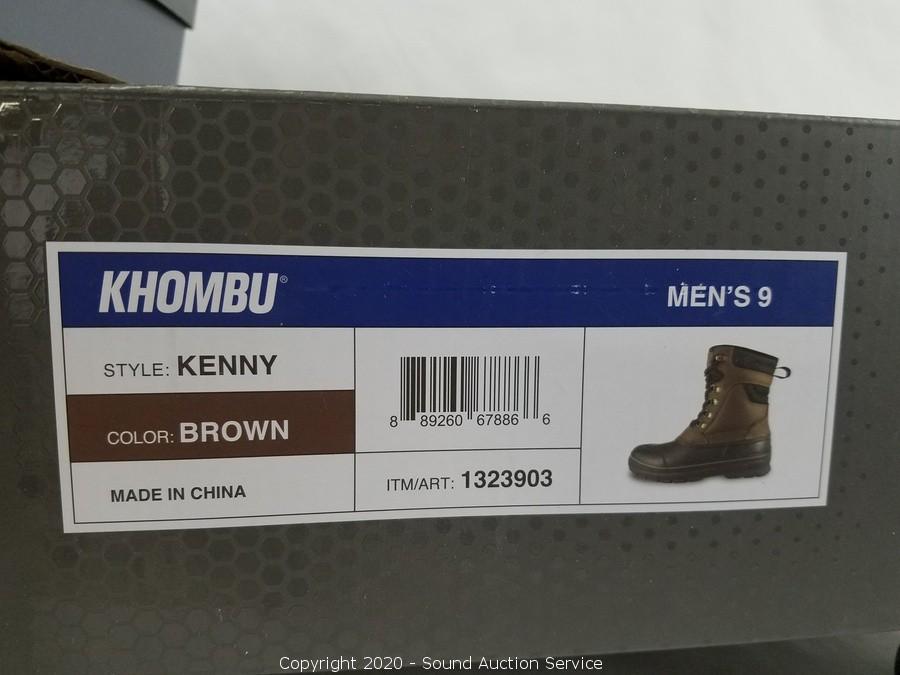 KHOMBU®
MEN'S 9
STYLE: KENNY
COLOR: BROWN
MADE IN CHINA
8 89260 67886 6
ITM/ART: 1323903
Copyright 2020 - Sound Auction Service